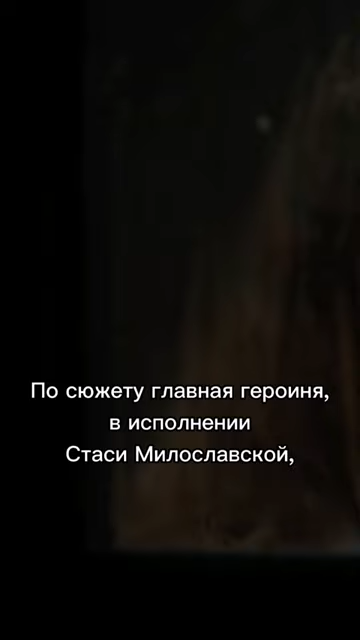 По сюжету главная героиня,
в исполнении
Стаси Милославской,